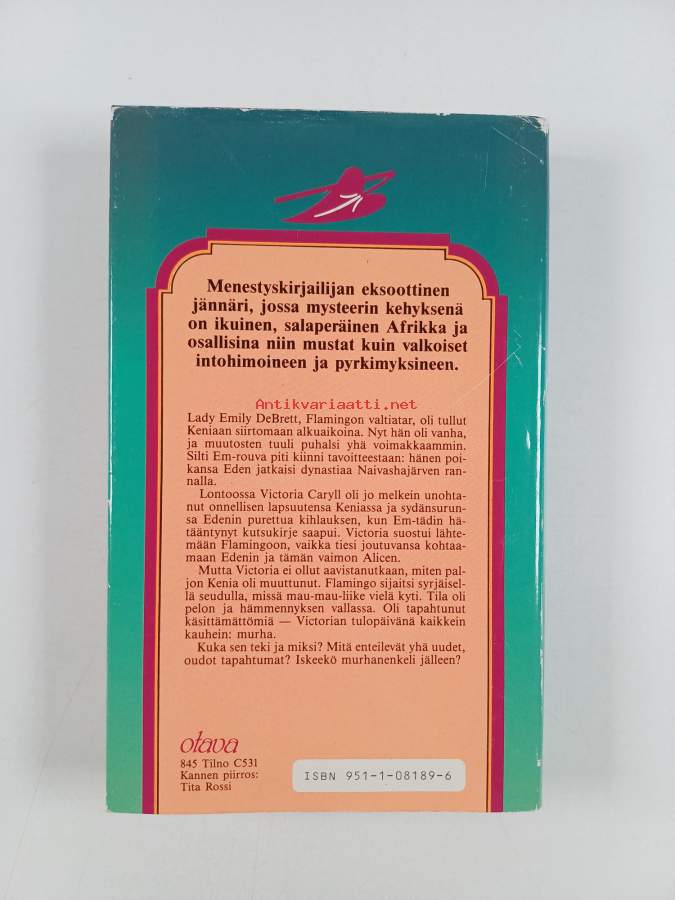 Menestyskirjailijan eksoottinen
jännäri, jossa mysteerin kehyksenä
on ikuinen, salaperäinen Afrikka ja
osallisina niin mustat kuin valkoiset
intohimoineen ja pyrkimyksineen.
Antikvariaatti.net
Lady Emily DeBrett, Flamingon valtiatar, oli tullut
Keniaan siirtomaan alkuaikoina. Nyt hän oli vanha,
ja muutosten tuuli puhalsi yhä voimakkaammin.
Silti Em-rouva piti kiinni tavoitteestaan: hänen poi-
kansa Eden jatkaisi dynastiaa Naivashajärven ran-
nalla.
Lontoossa Victoria Caryll oli jo melkein unohta-
nut onnellisen lapsuutensa Keniassa ja sydänsurun-
sa Edenin purettua kihlauksen, kun Em-tädin hä-
tääntynyt kutsukirje saapui. Victoria suostui lähte-
mään Flamingoon, vaikka tiesi joutuvansa kohtaa-
maan Edenin ja tämän vaimon Alicen.
Mutta Victoria ei ollut aavistanutkaan, miten pal-
jon Kenia oli muuttunut. Flamingo sijaitsi syrjäisel-
lä seudulla, missä mau-mau-liike vielä kyti. Tila oli
pelon ja hämmennyksen vallassa. Oli tapahtunut
käsittämättömiä — Victorian tulopäivänä kaikkein
kauhein: murha.
Kuka sen teki ja miksi? Mitä enteilevät yhä uudet,
oudot tapahtumat? Iskeekö murhanenkeli jälleen?
otava
845 Tilno C531
Kannen piirros:
Tita Rossi
ISBN 951-1-08189-6